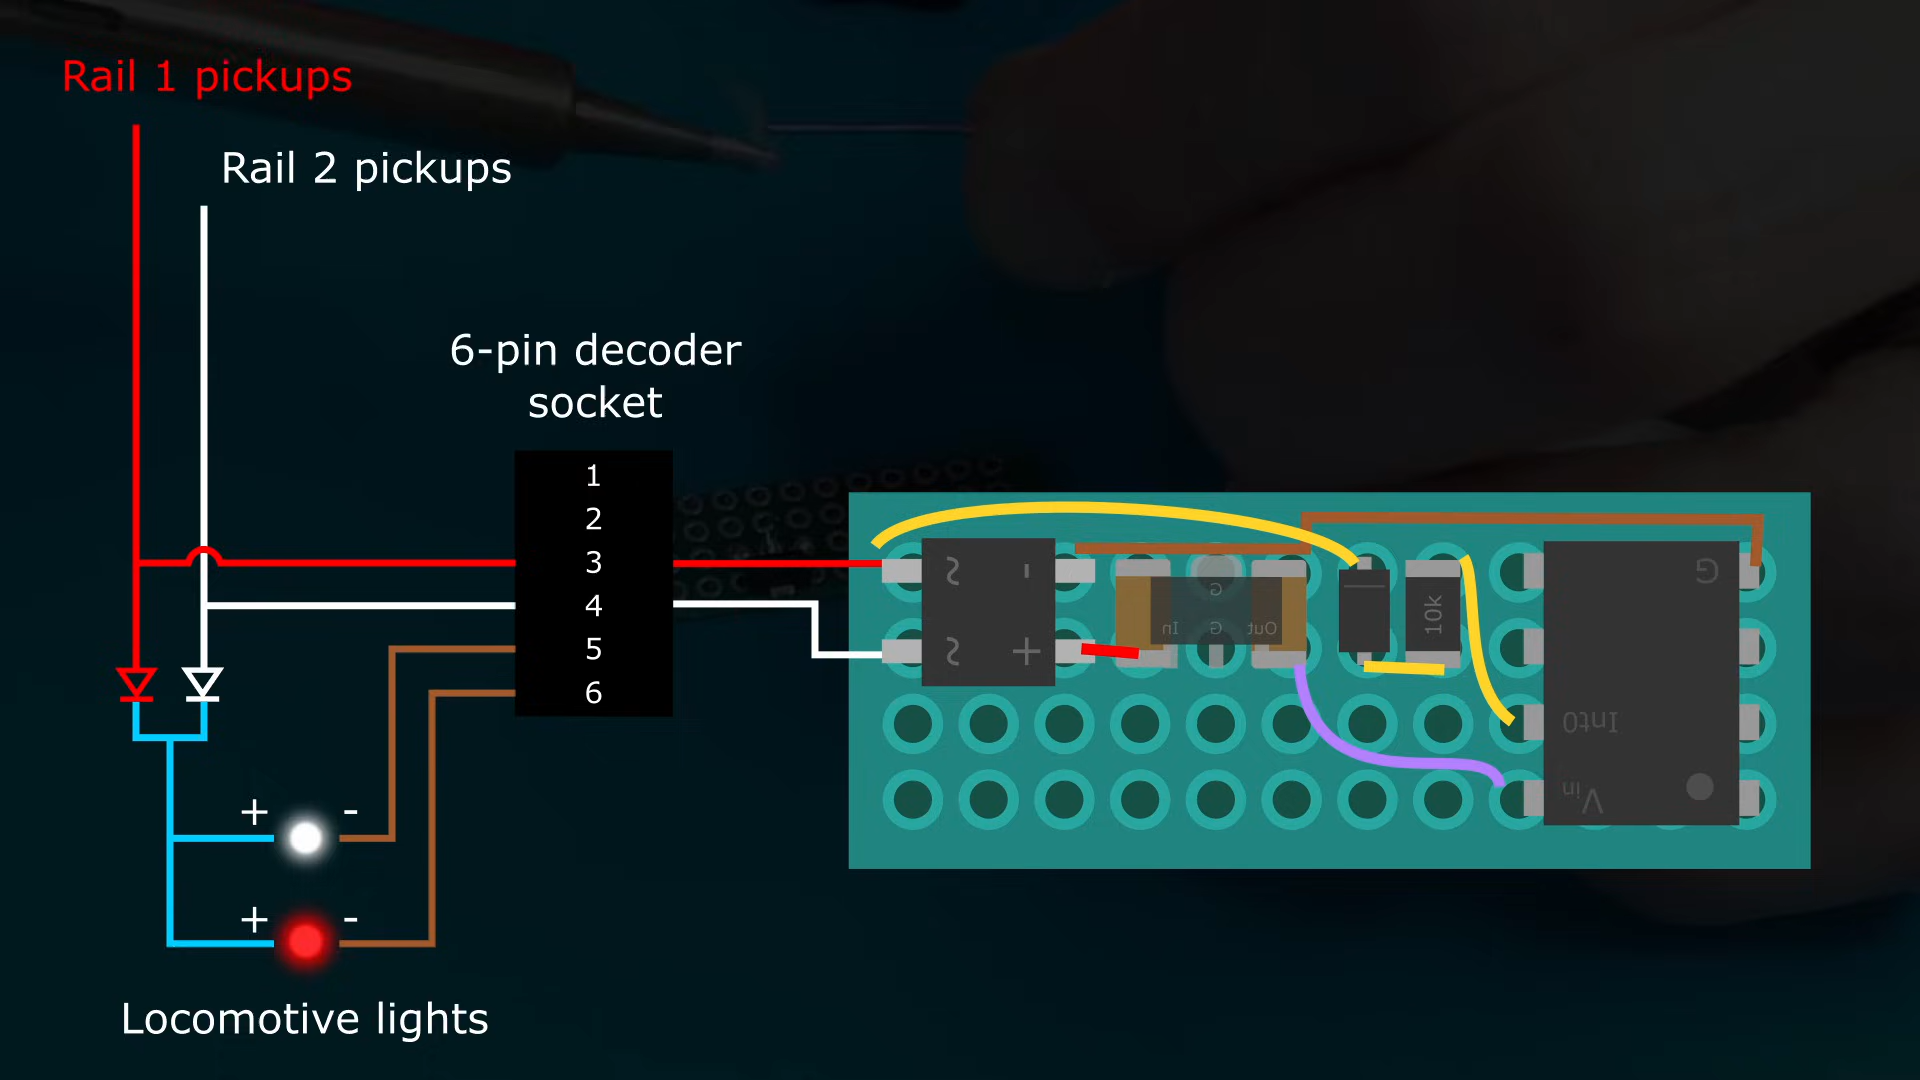 Rail 1 pickups
Rail 2 pickups
6-pin decoder
socket
1
2
3
4
5
6
~ -
~ +
G
In G Out
10k
G
Int0
Vin
+ -
+ -
Locomotive lights